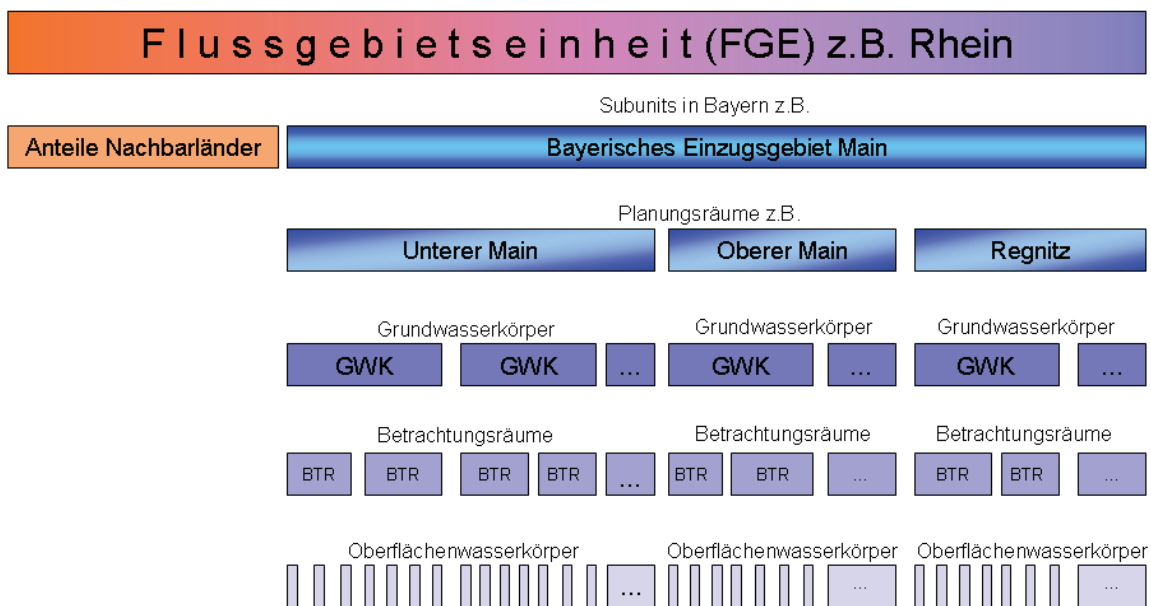 Flussgebietseinheit (FGE) z.B. Rhein
Subunits in Bayern z.B.
Anteile Nachbarländer Bayerisches Einzugsgebiet Main
Planungsräume z.B.
Unterer Main Oberer Main Regnitz
Grundwasserkörper Grundwasserkörper Grundwasserkörper
GWK GWK ... GWK ... GWK ...
Betrachtungsräume Betrachtungsräume Betrachtungsräume
BTR BTR BTR BTR ... BTR BTR ... BTR BTR ...
Oberflächenwasserkörper Oberflächenwasserkörper Oberflächenwasserkörper
... ... ...